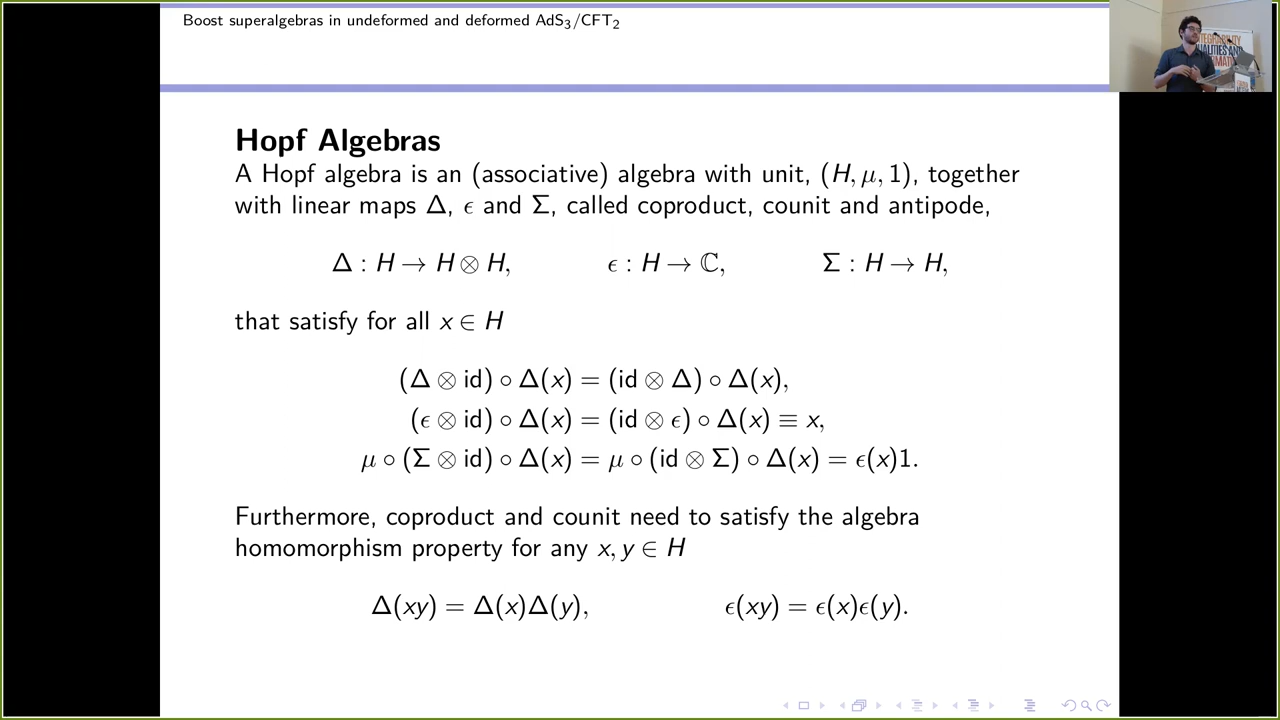 Boost superalgebras in undeformed and deformed AdS₃/CFT₂
INTEGRABILITY
Hopf Algebras
A Hopf algebra is an (associative) algebra with unit, (H, μ, 1), together
with linear maps Δ, ϵ and Σ, called coproduct, counit and antipode,
Δ : H → H ⊗ H, ϵ : H → ℂ, Σ : H → H,
that satisfy for all x ∈ H
(Δ ⊗ id) ∘ Δ(x) = (id ⊗ Δ) ∘ Δ(x),
(ϵ ⊗ id) ∘ Δ(x) = (id ⊗ ϵ) ∘ Δ(x) ≡ x,
μ ∘ (Σ ⊗ id) ∘ Δ(x) = μ ∘ (id ⊗ Σ) ∘ Δ(x) = ϵ(x)1.
Furthermore, coproduct and counit need to satisfy the algebra
homomorphism property for any x, y ∈ H
Δ(xy) = Δ(x)Δ(y), ϵ(xy) = ϵ(x)ϵ(y).